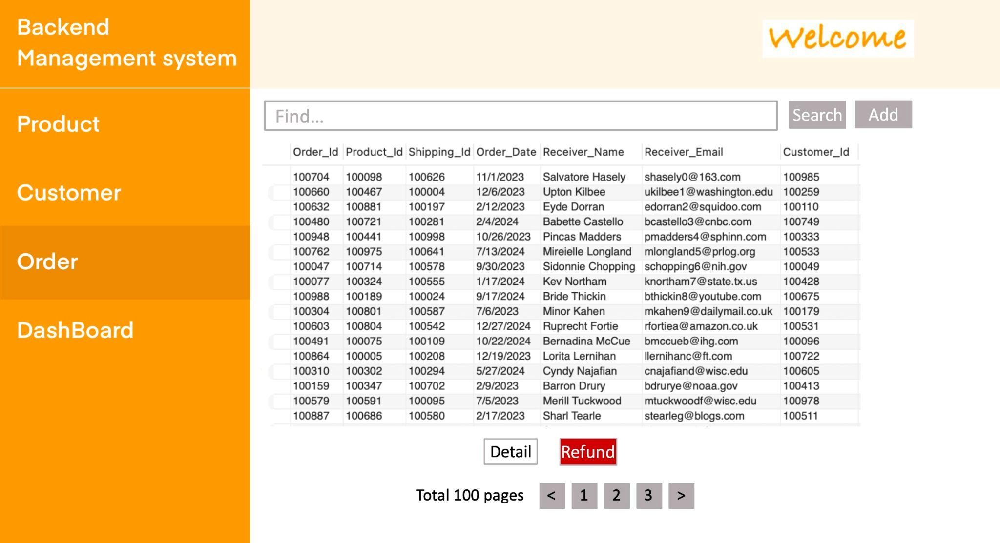 Backend
Management system
Welcome
Product
Customer
Order
DashBoard
Find...
Search
Add
Order_Id Product_Id Shipping_Id Order_Date Receiver_Name Receiver_Email Customer_Id
100704 100098 100626 11/1/2023 Salvatore Hasely shasely0@163.com 100985
100660 100467 100004 12/6/2023 Upton Kilbee ukilbee1@washington.edu 100259
100632 100881 100197 2/12/2023 Eyde Dorran edorran2@squidoo.com 100110
100480 100721 100281 2/4/2024 Babette Castello bcastello3@cnbc.com 100749
100948 100441 100998 10/26/2023 Pincas Madders pmadders4@sphinn.com 100333
100762 100975 100641 7/13/2024 Mireielle Longland mlongland5@prlog.org 100533
100047 100714 100578 9/30/2023 Sidonnie Chopping schopping6@nih.gov 100049
100077 100324 100555 1/17/2024 Kev Northam knortham7@state.tx.us 100428
100988 100189 100024 9/17/2024 Bride Thickin bthickin8@youtube.com 100675
100304 100801 100587 7/6/2023 Minor Kahen mkahen9@dailymail.co.uk 100179
100603 100804 100542 12/27/2024 Ruprecht Fortie rfortiea@amazon.co.uk 100531
100491 100075 100109 10/22/2024 Bernadina McCue bmccueb@ihg.com 100096
100864 100005 100208 12/19/2023 Lorita Lernihan llernihanc@ft.com 100722
100310 100302 100294 5/27/2024 Cyndy Najafian cnajafiand@wisc.edu 100605
100159 100347 100702 2/9/2023 Barron Drury bdrurye@noaa.gov 100413
100579 100591 100095 7/5/2023 Merill Tuckwood mtuckwoodf@wisc.edu 100978
100887 100686 100580 2/17/2023 Sharl Tearle stearleg@blogs.com 100511
Detail
Refund
Total 100 pages < 1 2 3 >